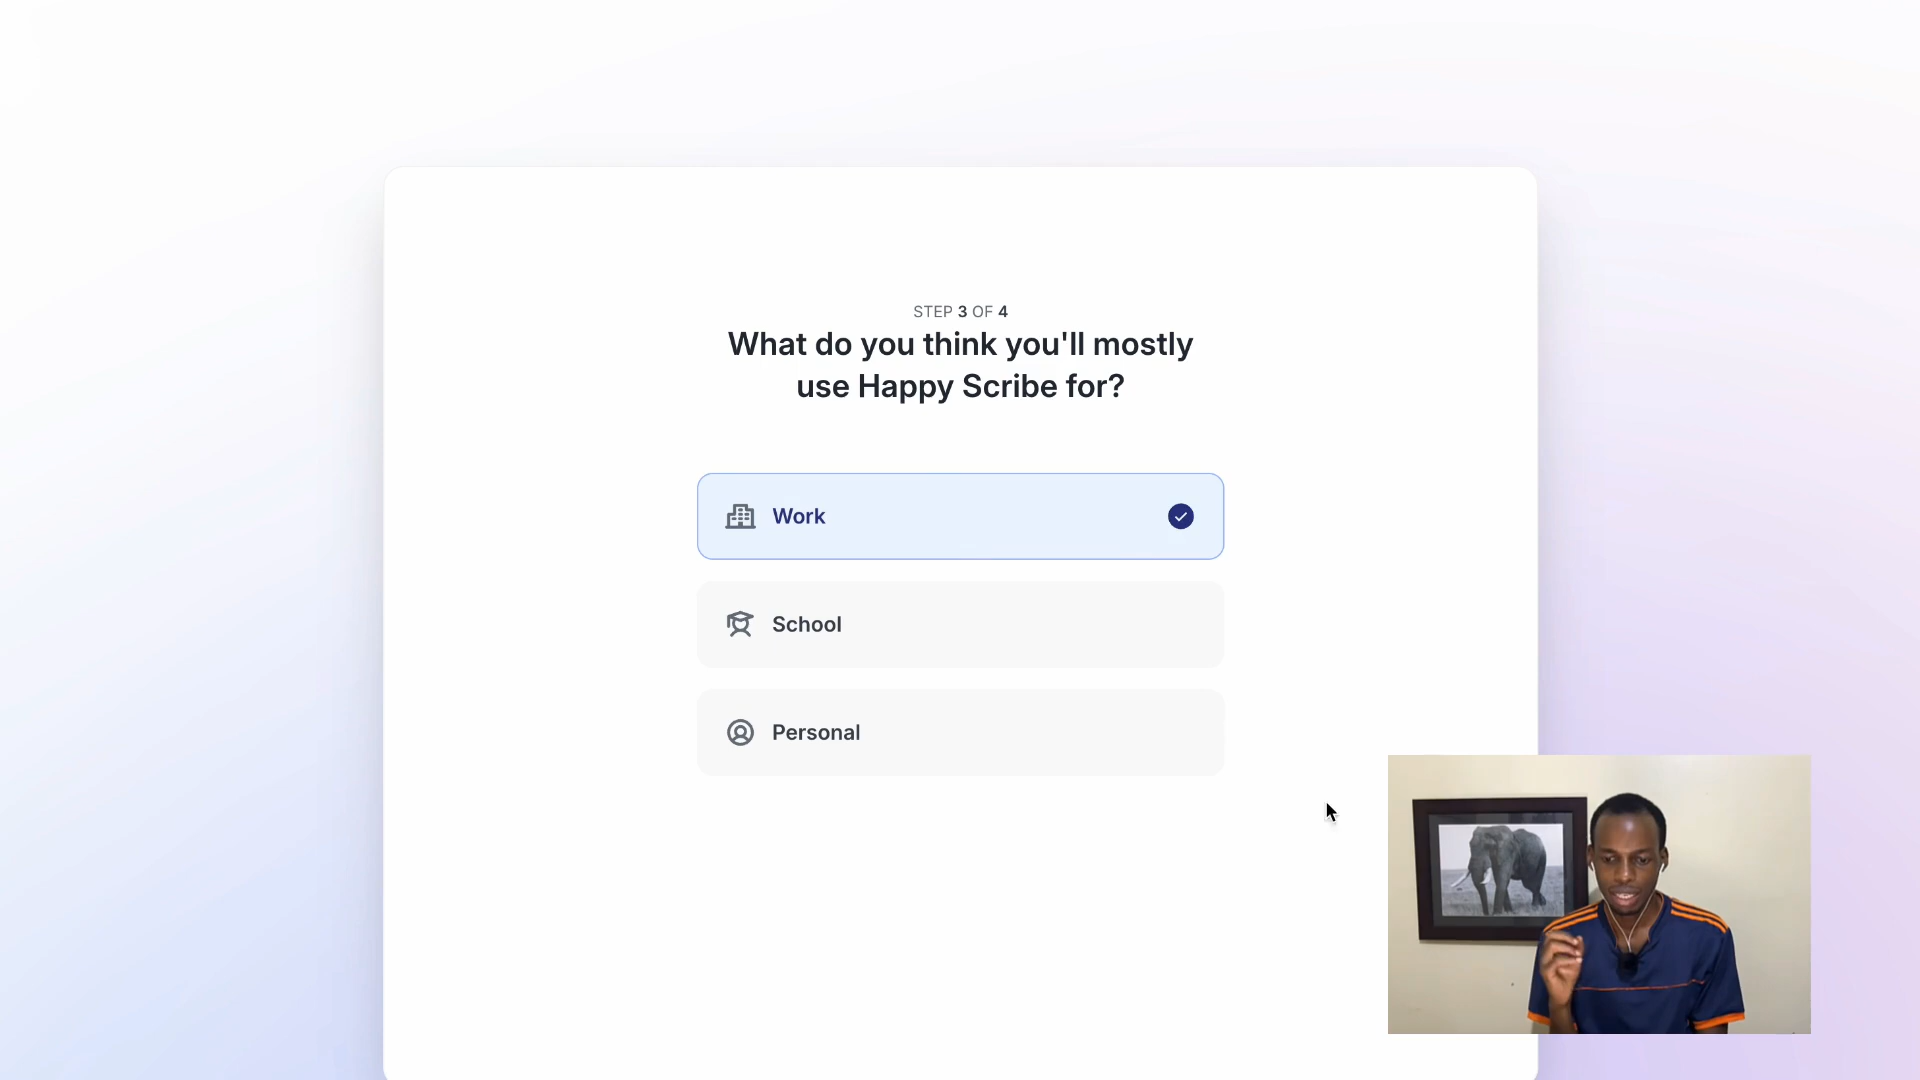 STEP 3 OF 4
What do you think you'll mostly
use Happy Scribe for?
Work
School
Personal